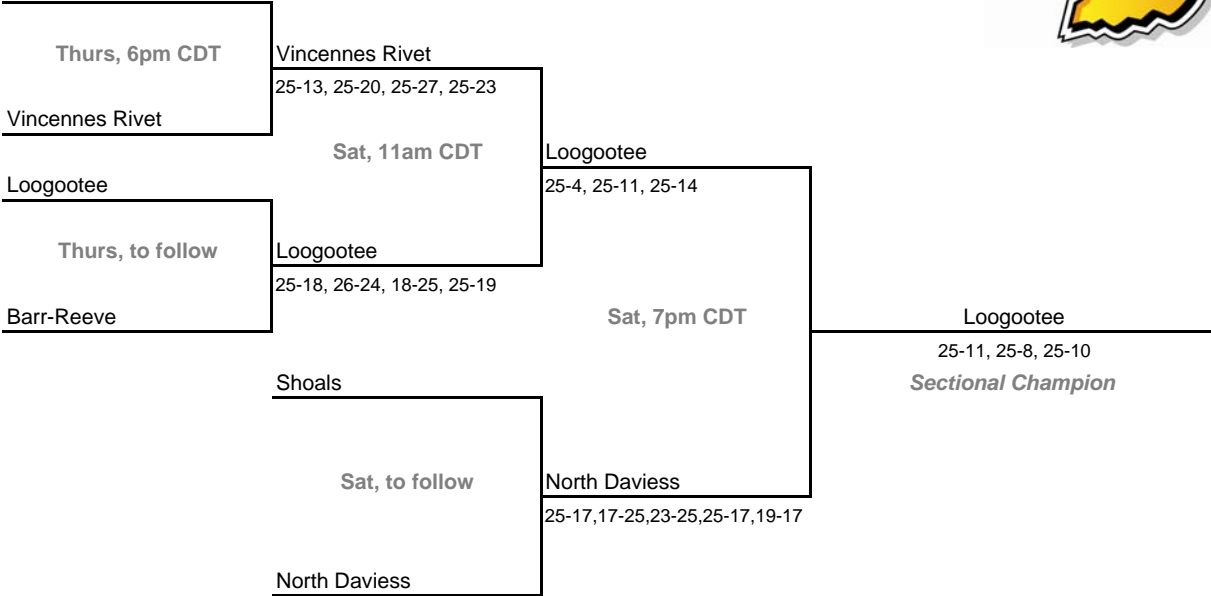 Thurs, 6pm CDT
Vincennes Rivet
25-13, 25-20, 25-27, 25-23
Vincennes Rivet
Sat, 11am CDT
Loogootee
Loogootee
25-4, 25-11, 25-14
Thurs, to follow
Loogootee
25-18, 26-24, 18-25, 25-19
Barr-Reeve
Sat, 7pm CDT
Loogootee
25-11, 25-8, 25-10
Shoals
Sectional Champion
Sat, to follow
North Daviess
25-17,17-25,23-25,25-17,19-17
North Daviess